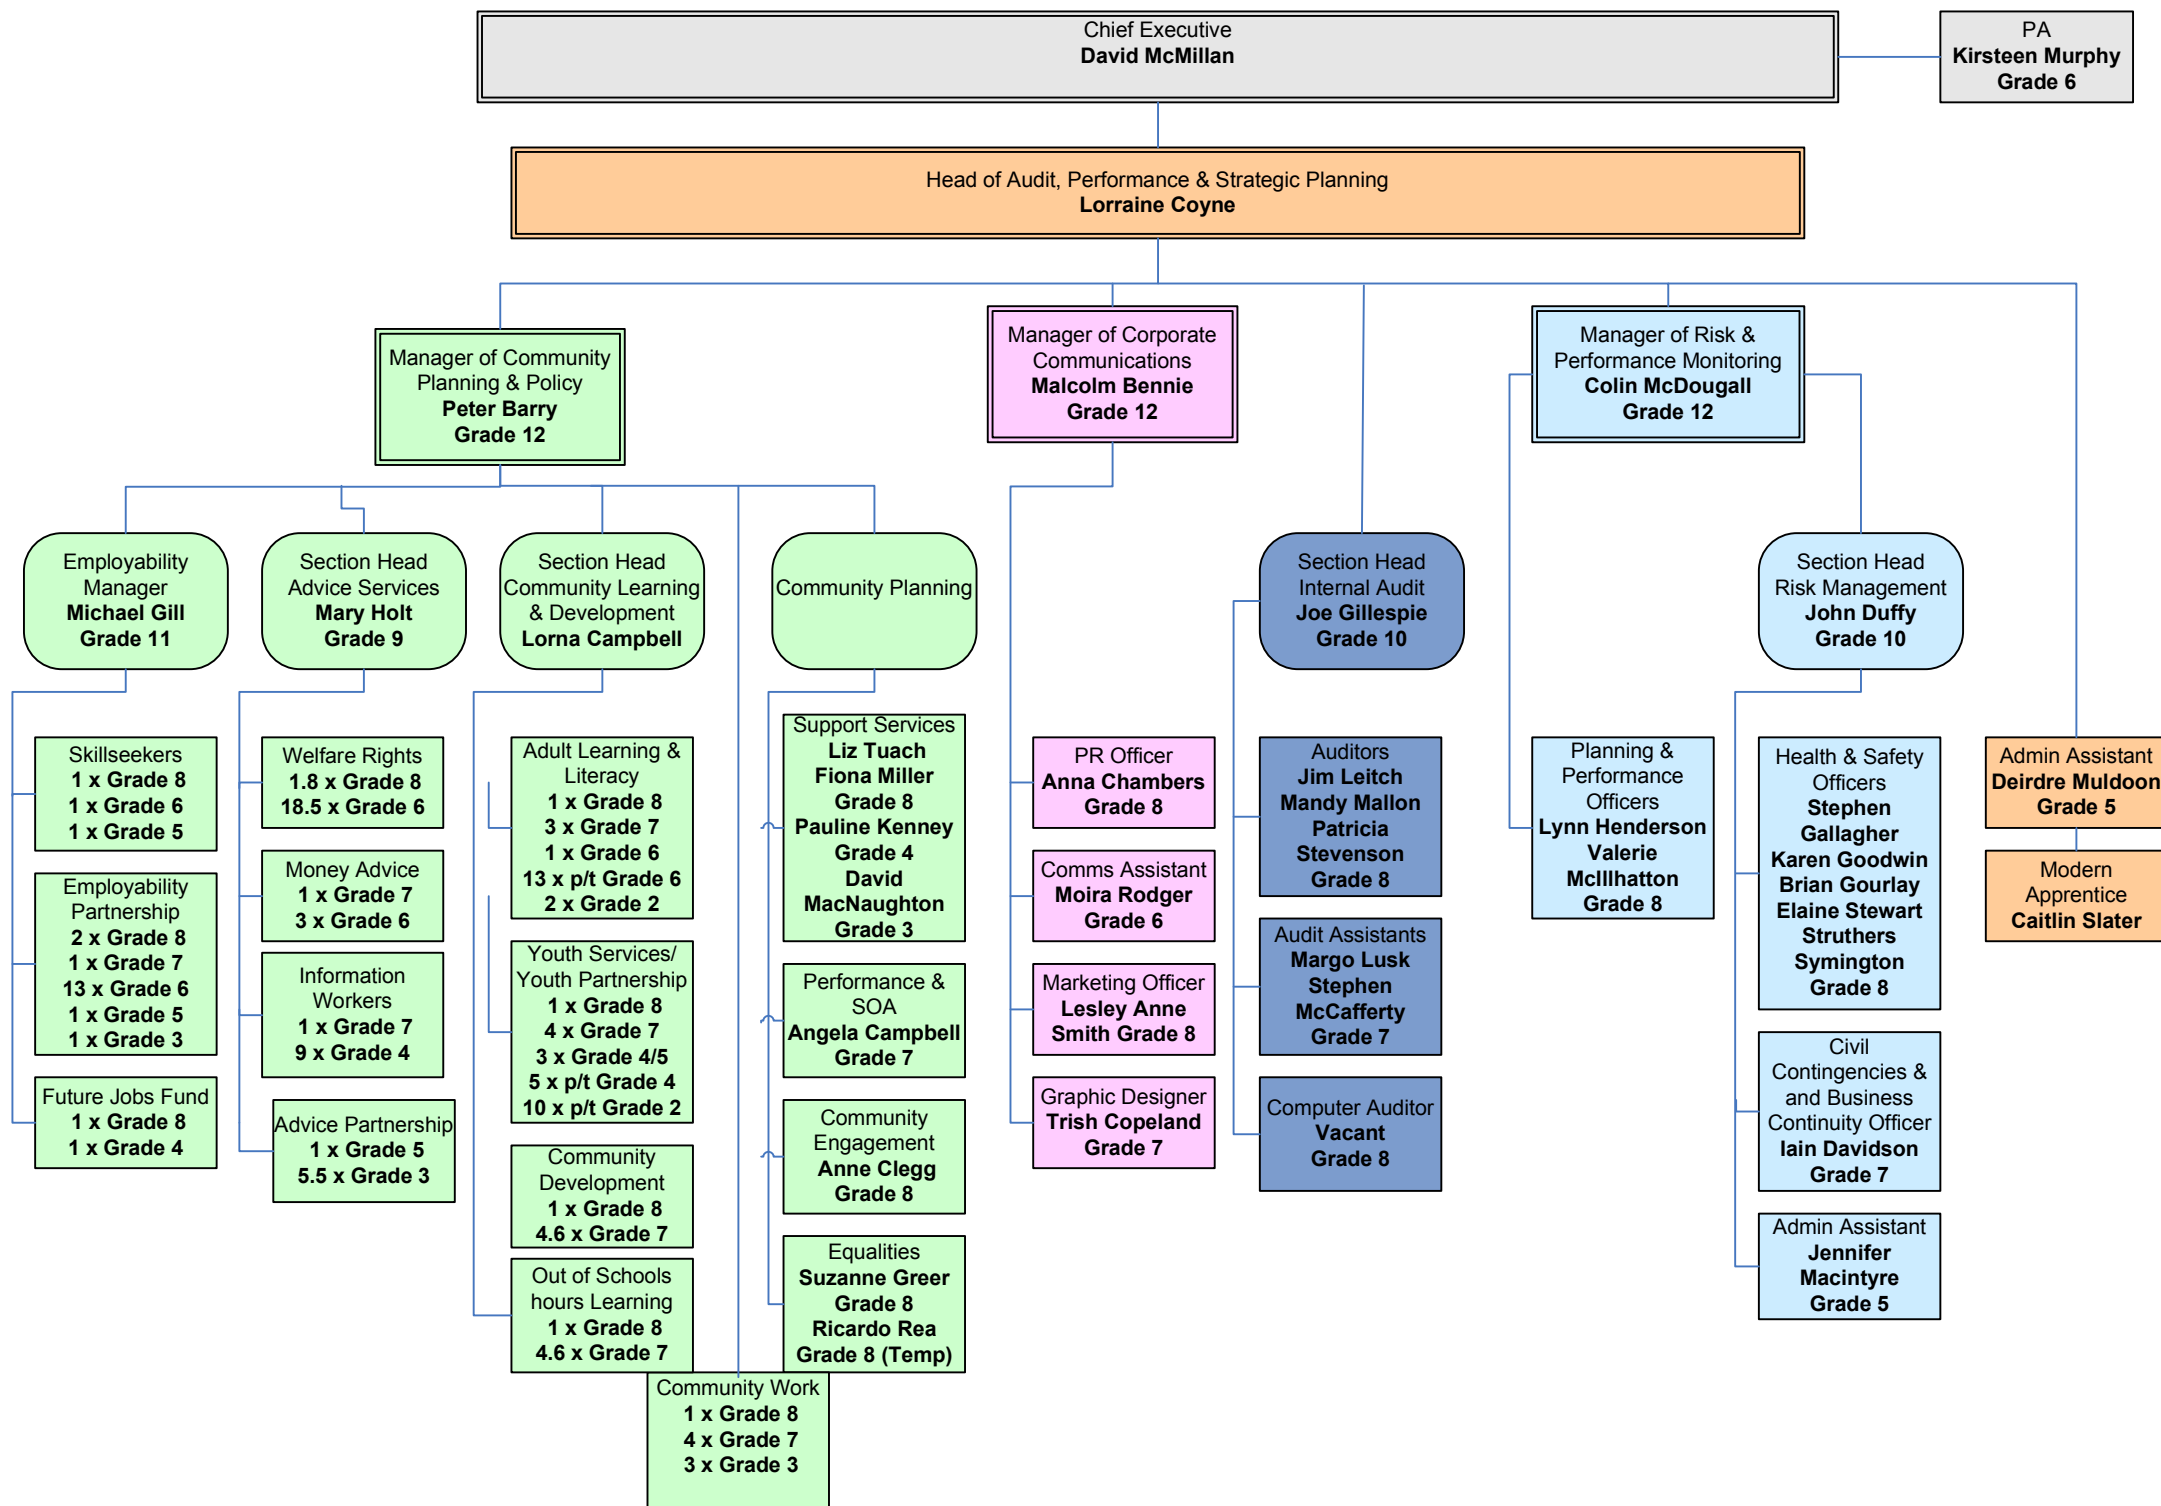 Chief Executive
David McMillan
PA
Kirsteen Murphy
Grade 6
Head of Audit, Performance & Strategic Planning
Lorraine Coyne
Manager of Community
Planning & Policy
Peter Barry
Grade 12
Manager of Corporate
Communications
Malcolm Bennie
Grade 12
Manager of Risk &
Performance Monitoring
Colin McDougall
Grade 12
Employability
Manager
Michael Gill
Grade 11
Section Head
Advice Services
Mary Holt
Grade 9
Section Head
Community Learning
& Development
Lorna Campbell
Community Planning
Section Head
Internal Audit
Joe Gillespie
Grade 10
Section Head
Risk Management
John Duffy
Grade 10
Skillseekers
1 x Grade 8
1 x Grade 6
1 x Grade 5
Employability
Partnership
2 x Grade 8
1 x Grade 7
13 x Grade 6
1 x Grade 5
1 x Grade 3
Future Jobs Fund
1 x Grade 8
1 x Grade 4
Welfare Rights
1.8 x Grade 8
18.5 x Grade 6
Money Advice
1 x Grade 7
3 x Grade 6
Information
Workers
1 x Grade 7
9 x Grade 4
Advice Partnership
1 x Grade 5
5.5 x Grade 3
Adult Learning &
Literacy
1 x Grade 8
3 x Grade 7
1 x Grade 6
13 x p/t Grade 6
2 x Grade 2
Youth Services/
Youth Partnership
1 x Grade 8
4 x Grade 7
3 x Grade 4/5
5 x p/t Grade 4
10 x p/t Grade 2
Community
Development
1 x Grade 8
4.6 x Grade 7
Out of Schools
hours Learning
1 x Grade 8
4.6 x Grade 7
Community Work
1 x Grade 8
4 x Grade 7
3 x Grade 3
Support Services
Liz Tuach
Fiona Miller
Grade 8
Pauline Kenney
Grade 4
David
MacNaughton
Grade 3
Performance &
SOA
Angela Campbell
Grade 7
Community
Engagement
Anne Clegg
Grade 8
Equalities
Suzanne Greer
Grade 8
Ricardo Rea
Grade 8 (Temp)
PR Officer
Anna Chambers
Grade 8
Comms Assistant
Moira Rodger
Grade 6
Marketing Officer
Lesley Anne
Smith Grade 8
Graphic Designer
Trish Copeland
Grade 7
Auditors
Jim Leitch
Mandy Mallon
Patricia
Stevenson
Grade 8
Audit Assistants
Margo Lusk
Stephen
McCafferty
Grade 7
Computer Auditor
Vacant
Grade 8
Planning &
Performance
Officers
Lynn Henderson
Valerie
McIllhatton
Grade 8
Health & Safety
Officers
Stephen
Gallagher
Karen Goodwin
Brian Gourlay
Elaine Stewart
Struthers
Symington
Grade 8
Civil
Contingencies &
and Business
Continuity Officer
Iain Davidson
Grade 7
Admin Assistant
Jennifer
Macintyre
Grade 5
Admin Assistant
Deirdre Muldoon
Grade 5
Modern
Apprentice
Caitlin Slater